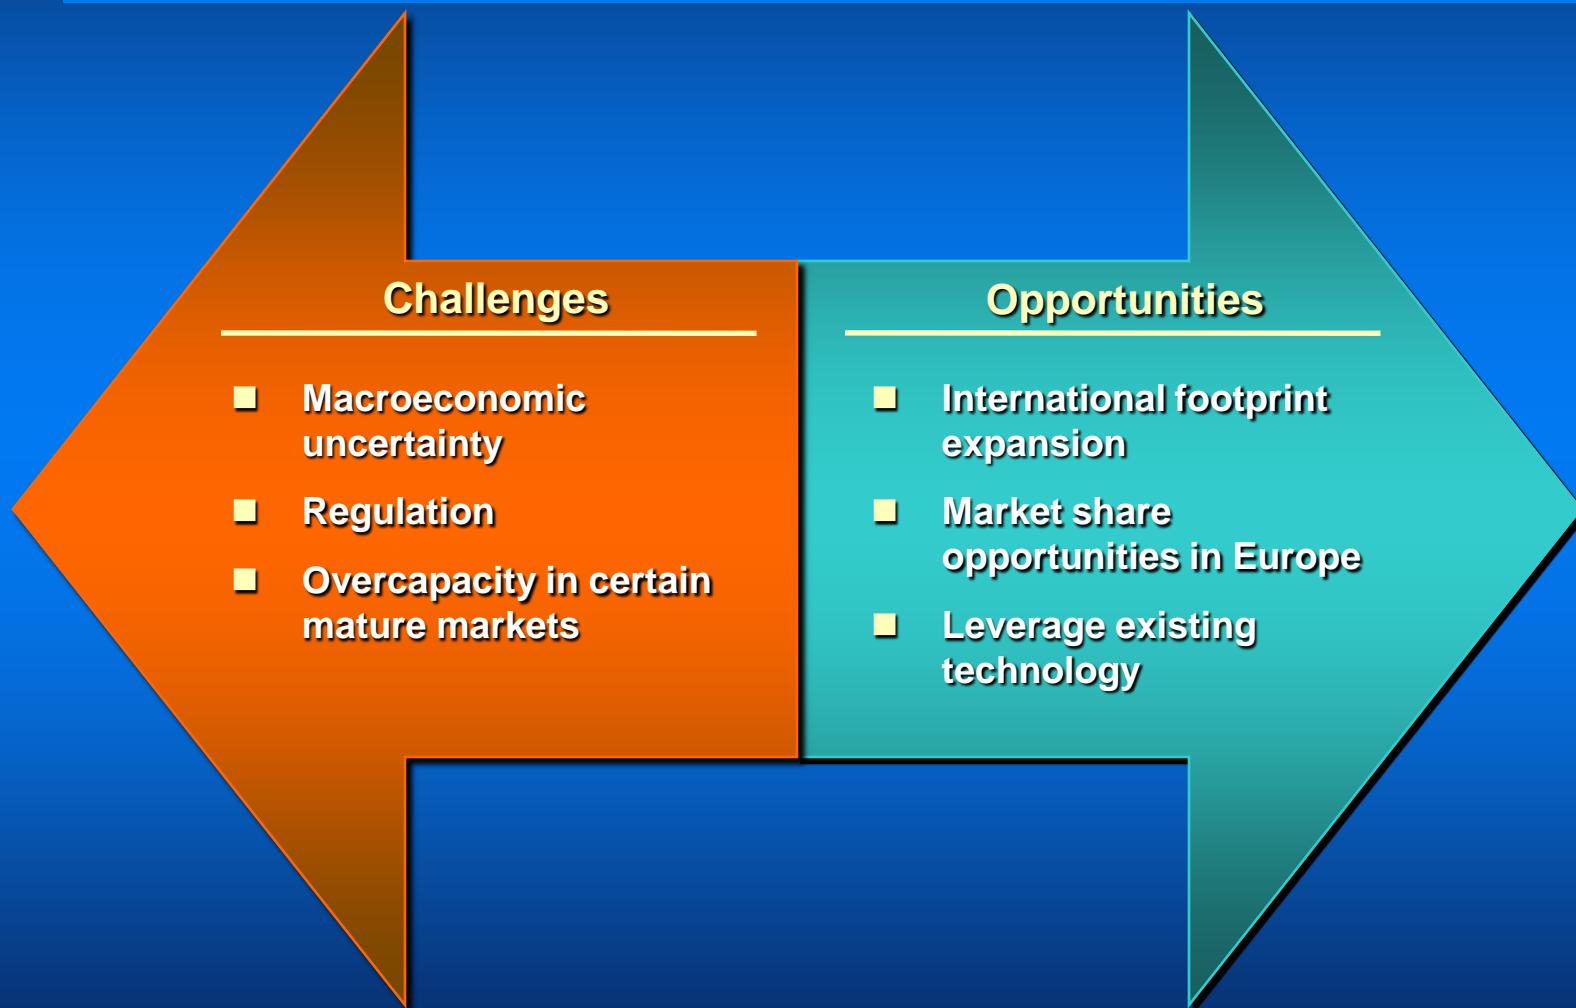 Challenges
Macroeconomic
uncertainty
Regulation
Overcapacity in certain
mature markets
Opportunities
International footprint
expansion
Market share
opportunities in Europe
Leverage existing
technology